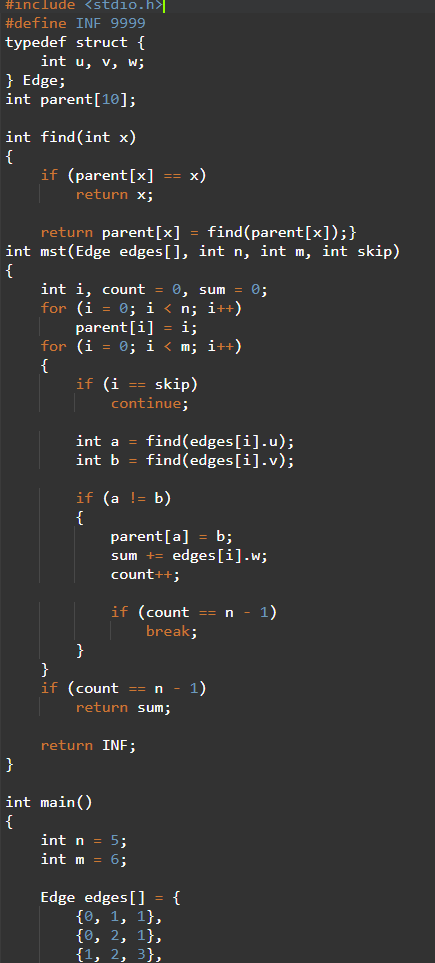 #include <stdio.h>
#define INF 9999
typedef struct {
    int u, v, w;
} Edge;
int parent[10];

int find(int x)
{
    if (parent[x] == x)
        return x;

    return parent[x] = find(parent[x]);}
int mst(Edge edges[], int n, int m, int skip)
{
    int i, count = 0, sum = 0;
    for (i = 0; i < n; i++)
        parent[i] = i;
    for (i = 0; i < m; i++)
    {
        if (i == skip)
            continue;

        int a = find(edges[i].u);
        int b = find(edges[i].v);

        if (a != b)
        {
            parent[a] = b;
            sum += edges[i].w;
            count++;

            if (count == n - 1)
                break;
        }
    }
    if (count == n - 1)
        return sum;

    return INF;
}

int main()
{
    int n = 5;
    int m = 6;

    Edge edges[] = {
        {0, 1, 1},
        {0, 2, 1},
        {1, 2, 3},